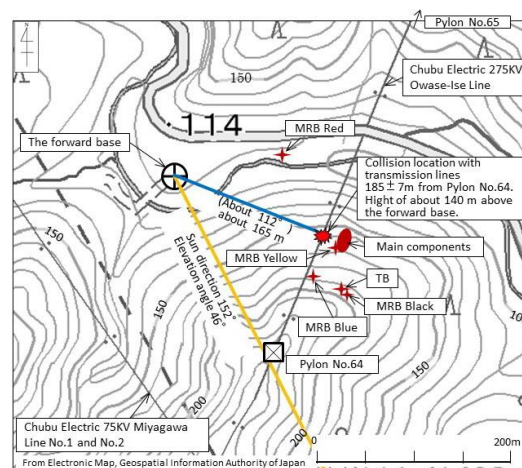 Pylon No.65
150
Chubu Electric 275KV
Owase-Ise Line
114
MRB Red
The forward base
Collision location with
transmission lines
185±7m from Pylon No.64.
Hight of about 140 m above
the forward base.
(About 112°)
about 165 m
Sun direction 152°
Elevation angle 46°
MRB Yellow
Main components
150
TB
MRB Black
150
MRB Blue
Pylon No.64
150
200
Chubu Electric 75KV Miyagawa
Line No.1 and No.2
200
0
200m
From Electronic Map, Geospatial Information Authority of Japan